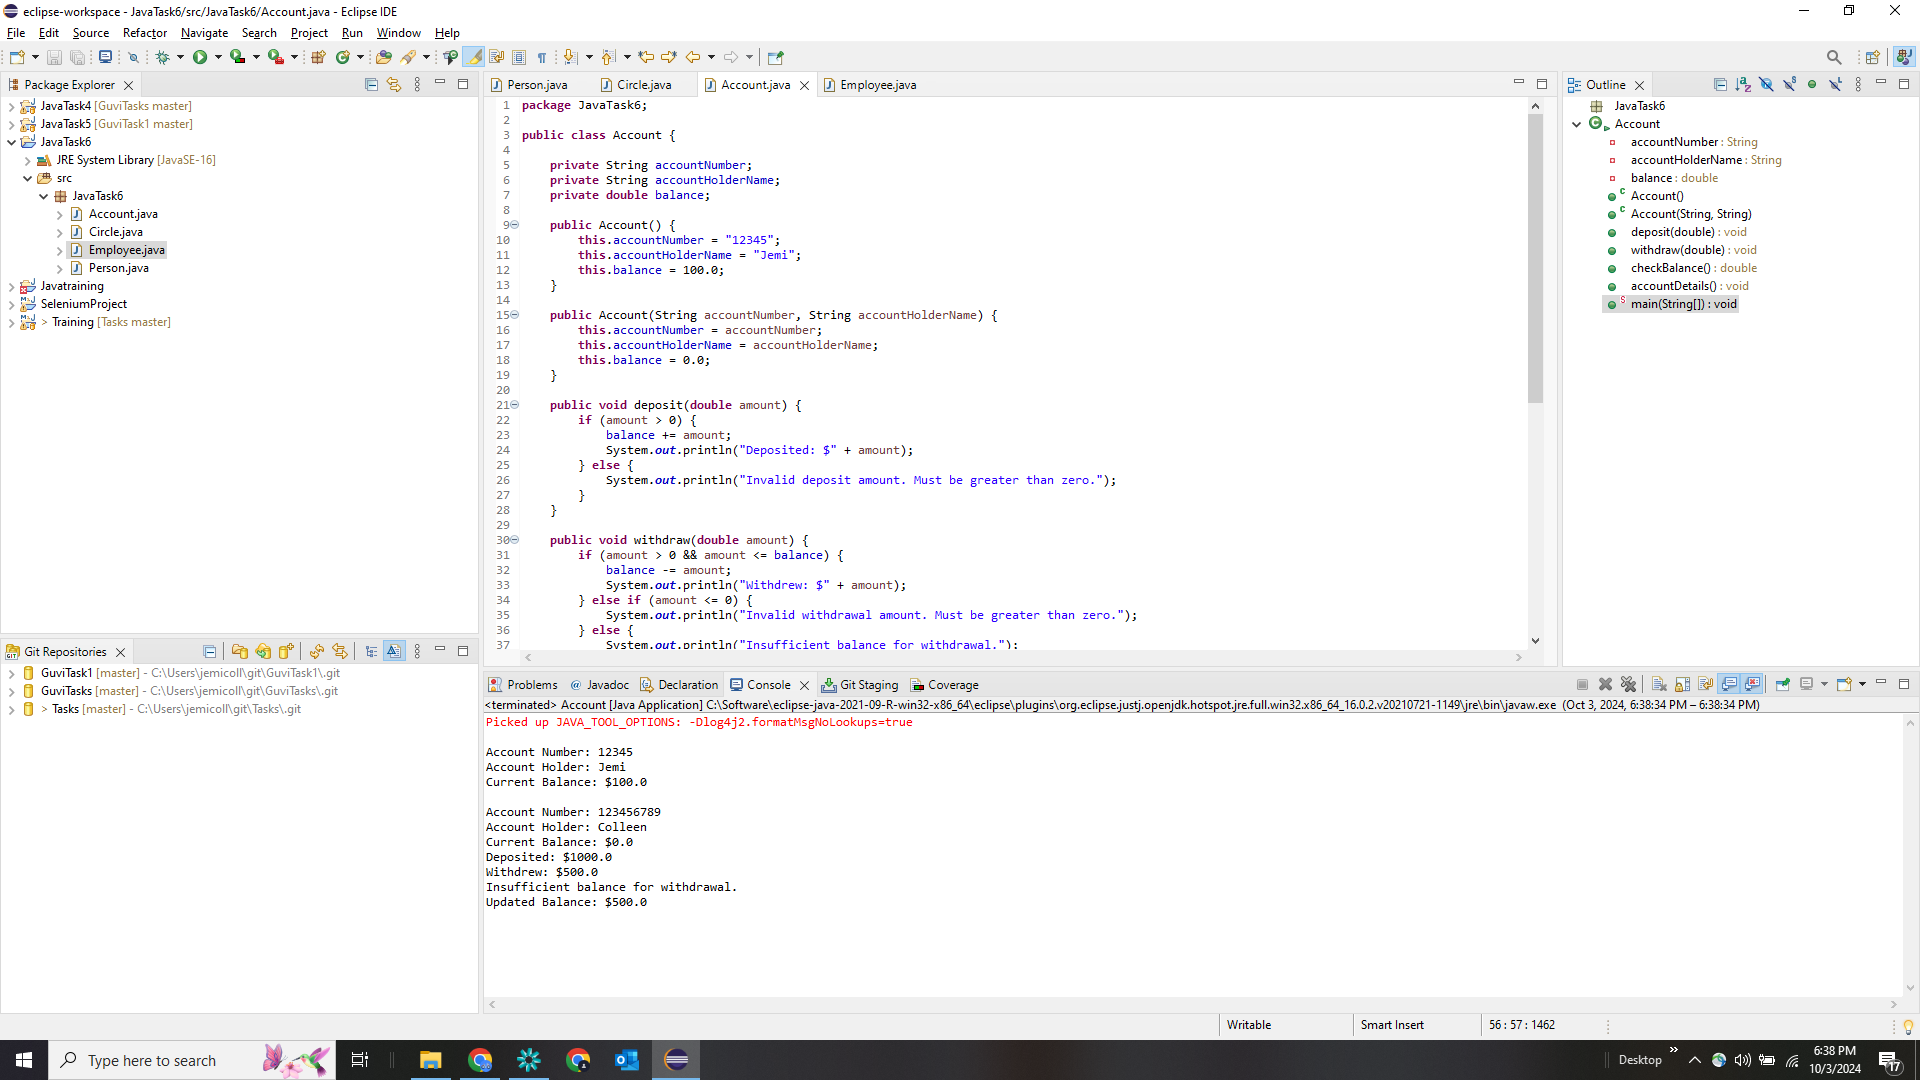 eclipse-workspace - JavaTask6/src/JavaTask6/Account.java - Eclipse IDE
File Edit Source Refactor Navigate Search Project Run Window Help
Package Explorer
JavaTask4 [GuviTasks master]
JavaTask5 [GuviTask1 master]
JavaTask6
JRE System Library [JavaSE-16]
src
JavaTask6
Account.java
Circle.java
Employee.java
Person.java
Javatraining
SeleniumProject
> Training [Tasks master]
Git Repositories
GuviTask1 [master] - C:\Users\jemicoll\git\GuviTask1\.git
GuviTasks [master] - C:\Users\jemicoll\git\GuviTasks\.git
> Tasks [master] - C:\Users\jemicoll\git\Tasks\.git
Person.java Circle.java Account.java Employee.java
1 package JavaTask6;
2
3 public class Account {
4
5 private String accountNumber;
6 private String accountHolderName;
7 private double balance;
8
9 public Account() {
10 this.accountNumber = "12345";
11 this.accountHolderName = "Jemi";
12 this.balance = 100.0;
13 }
14
15 public Account(String accountNumber, String accountHolderName) {
16 this.accountNumber = accountNumber;
17 this.accountHolderName = accountHolderName;
18 this.balance = 0.0;
19 }
20
21 public void deposit(double amount) {
22 if (amount > 0) {
23 balance += amount;
24 System.out.println("Deposited: $" + amount);
25 } else {
26 System.out.println("Invalid deposit amount. Must be greater than zero.");
27 }
28 }
29
30 public void withdraw(double amount) {
31 if (amount > 0 && amount <= balance) {
32 balance -= amount;
33 System.out.println("Withdrew: $" + amount);
34 } else if (amount <= 0) {
35 System.out.println("Invalid withdrawal amount. Must be greater than zero.");
36 } else {
37 System.out.println("Insufficient balance for withdrawal.");
Outline
JavaTask6
Account
accountNumber : String
accountHolderName : String
balance : double
Account()
Account(String, String)
deposit(double) : void
withdraw(double) : void
checkBalance() : double
accountDetails() : void
main(String[]) : void
Problems Javadoc Declaration Console Git Staging Coverage
<terminated> Account [Java Application] C:\Software\eclipse-java-2021-09-R-win32-x86_64\eclipse\plugins\org.eclipse.justj.openjdk.hotspot.jre.full.win32.x86_64_16.0.2.v20210721-1149\jre\bin\javaw.exe (Oct 3, 2024, 6:38:34 PM – 6:38:34 PM)
Picked up JAVA_TOOL_OPTIONS: -Dlog4j2.formatMsgNoLookups=true
Account Number: 12345
Account Holder: Jemi
Current Balance: $100.0
Account Number: 123456789
Account Holder: Colleen
Current Balance: $0.0
Deposited: $1000.0
Withdrew: $500.0
Insufficient balance for withdrawal.
Updated Balance: $500.0
Writable Smart Insert 56 : 57 : 1462
Type here to search
Desktop
6:38 PM
10/3/2024
17